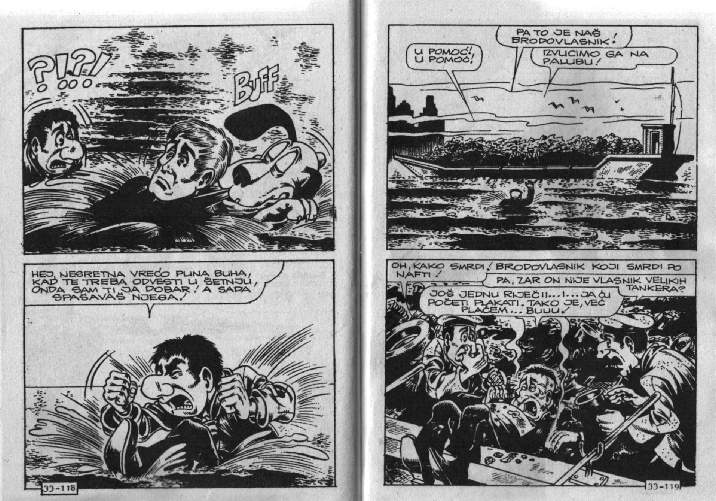 ?!?!
BUFF
HEJ, NESRETNA VREĆO PUNA BUHA,
KAD TE TREBA ODVESTI U ŠETNJU,
ONDA SAM TI JA DOBAR! A SADA
SPAŠAVAŠ NJEGA!
33-118
U POMOĆ!
U POMOĆ!
PA TO JE NAŠ
BRODOVLASNIK!
IZVUCIMO GA NA
PALUBU!
OH, KAKO SMRDI! BRODOVLASNIK KOJI SMRDI PO
NAFTI!
PA, ZAR ON NIJE VLASNIK VELIKIH
TANKERA?
JOŠ JEDNU RIJEČ I!...I...JA ĆU
POČETI PLAKATI. TAKO JE, VEĆ
PLAČEM... BUUU!
33-119